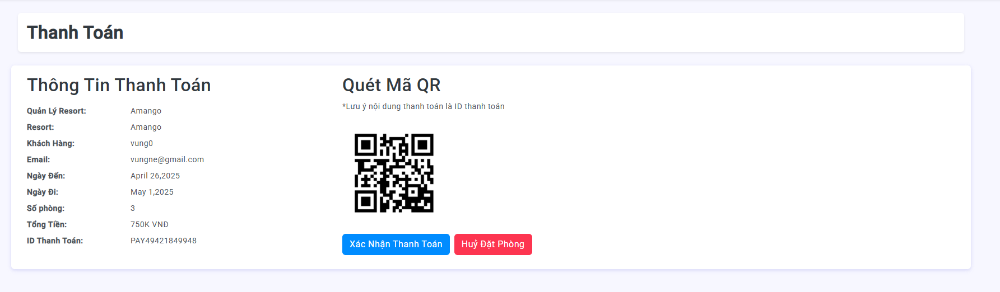 Thanh Toán
Thông Tin Thanh Toán
Quản Lý Resort: Amango
Resort: Amango
Khách Hàng: vung0
Email: vungne@gmail.com
Ngày Đến: April 26,2025
Ngày Đi: May 1,2025
Số phòng: 3
Tổng Tiền: 750K VNĐ
ID Thanh Toán: PAY49421849948
Quét Mã QR
*Lưu ý nội dung thanh toán là ID thanh toán
Xác Nhận Thanh Toán
Huỷ Đặt Phòng